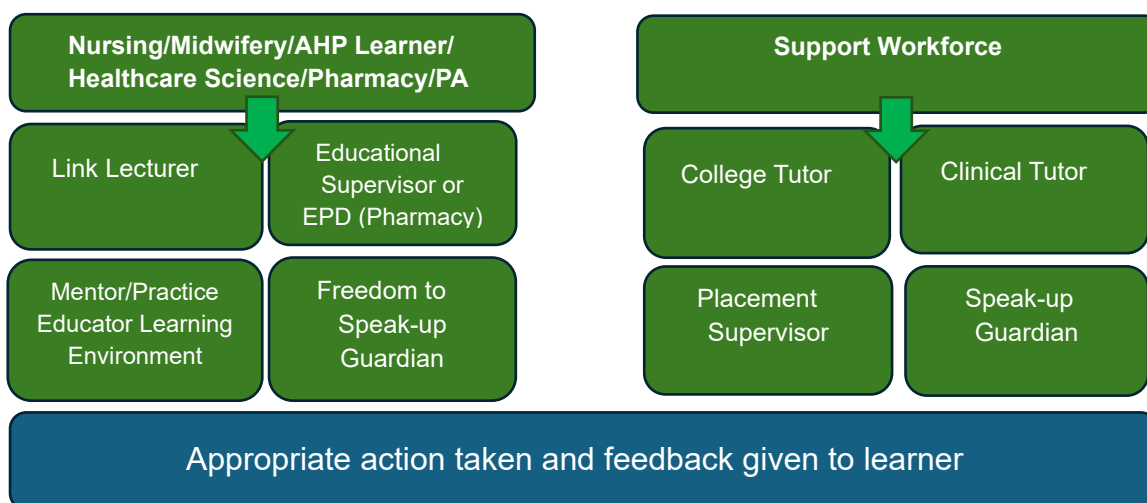 Nursing/Midwifery/AHP Learner/
Healthcare Science/Pharmacy/PA
Link Lecturer
Educational
Supervisor or
EPD (Pharmacy)
Mentor/Practice
Educator Learning
Environment
Freedom to
Speak-up
Guardian
Support Workforce
College Tutor
Clinical Tutor
Placement
Supervisor
Speak-up
Guardian
Appropriate action taken and feedback given to learner